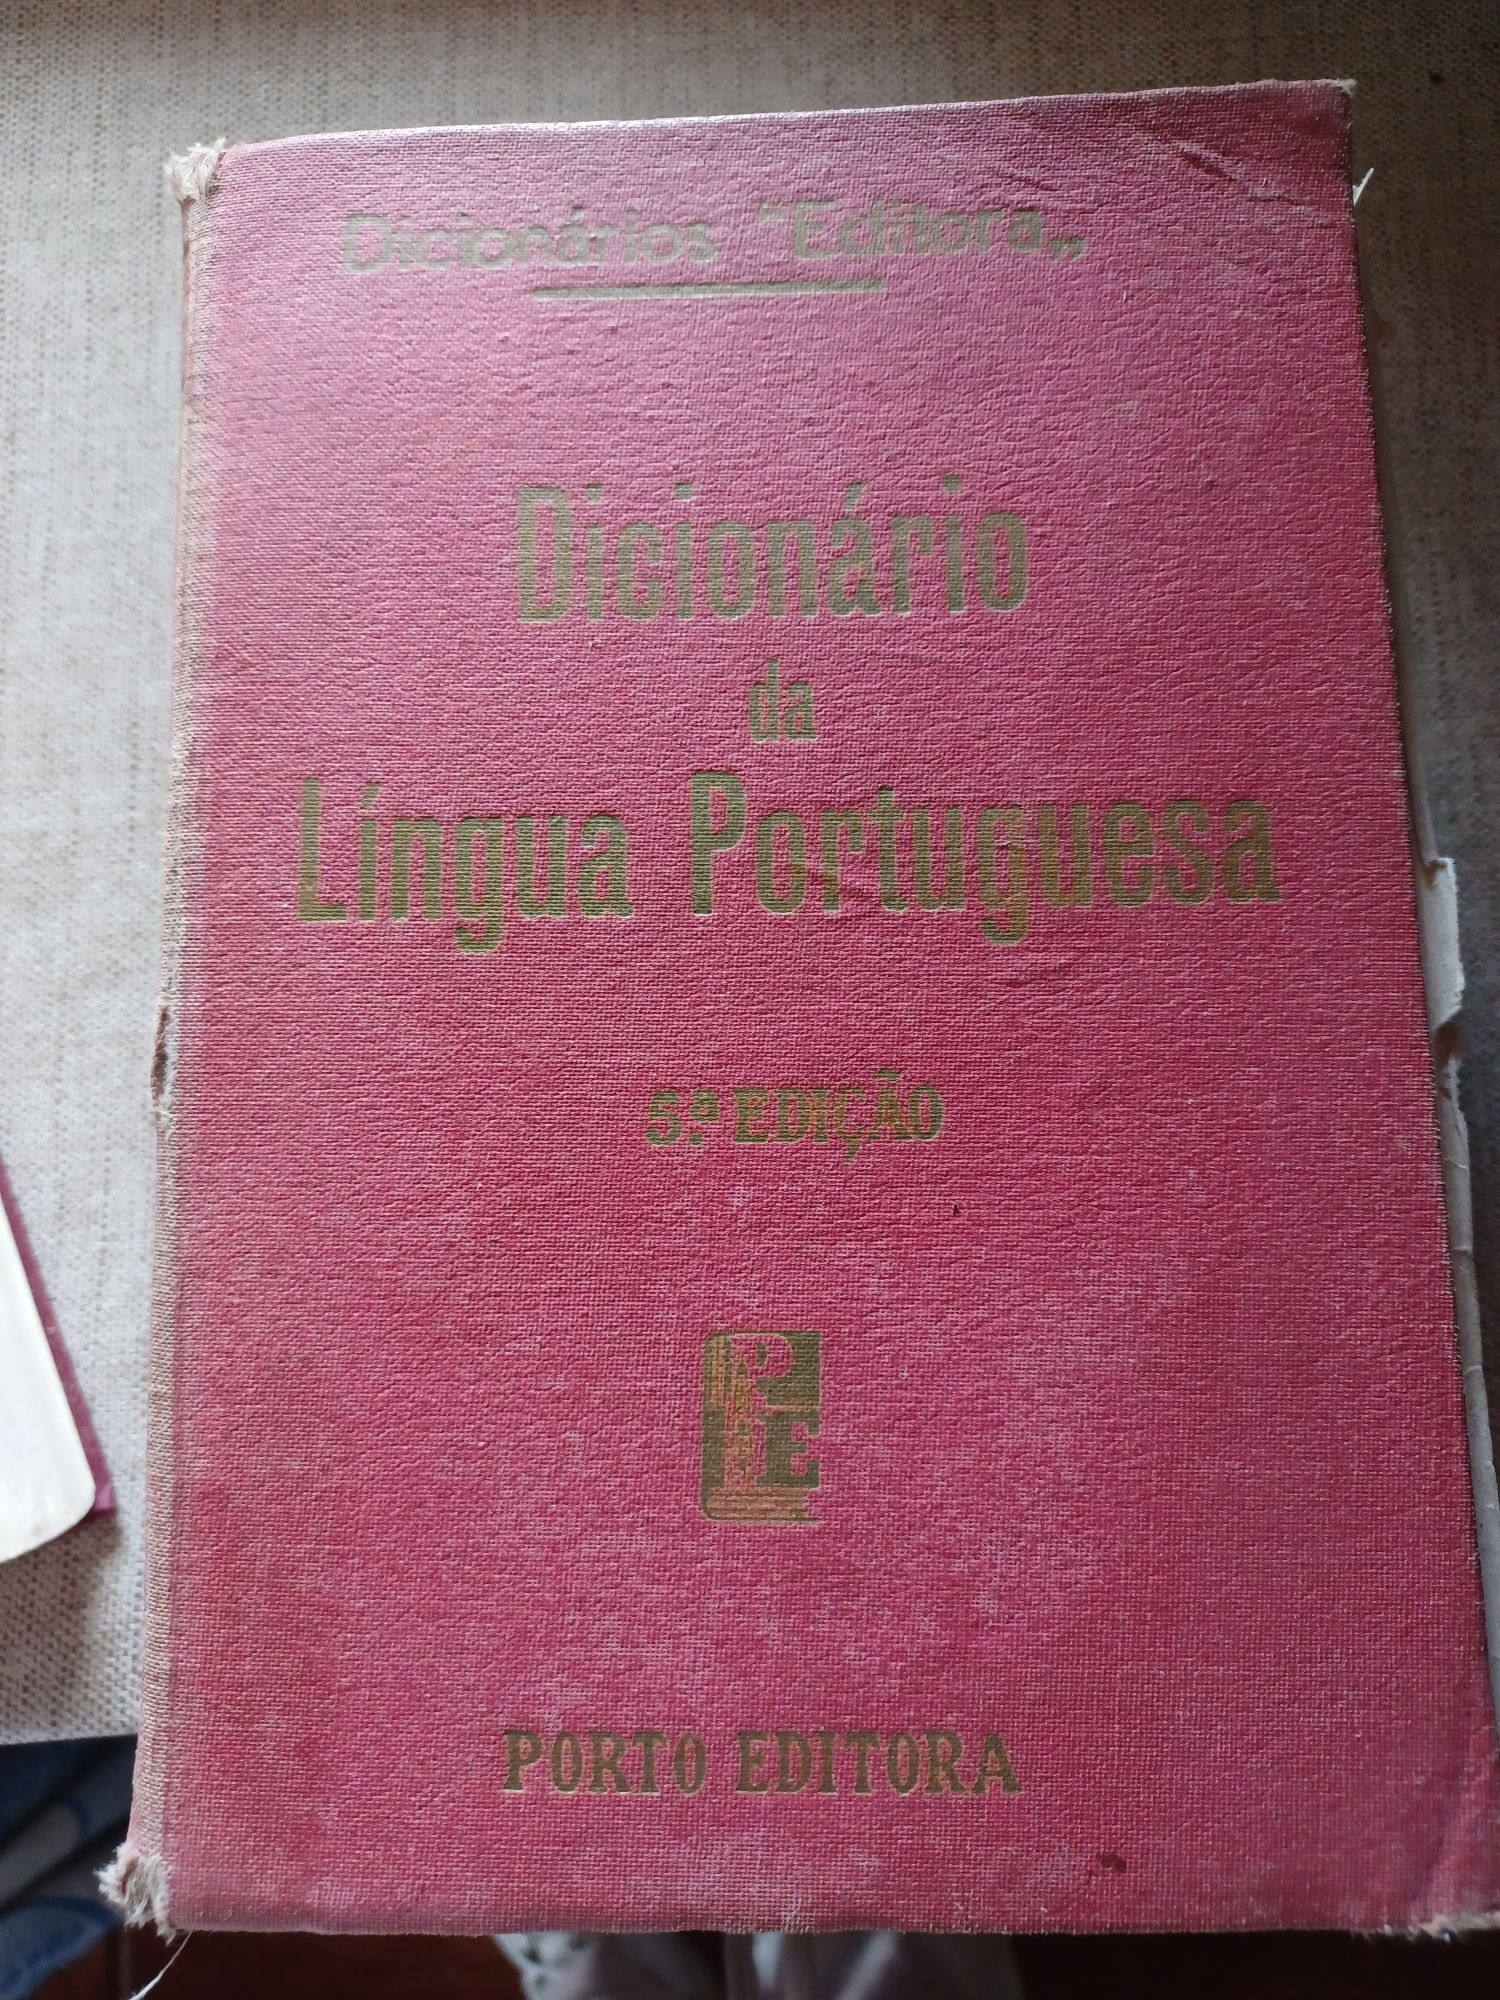 Dicionários "Editora„
Dicionário
da
Língua Portuguesa
5.ª EDIÇÃO
PE
PORTO EDITORA